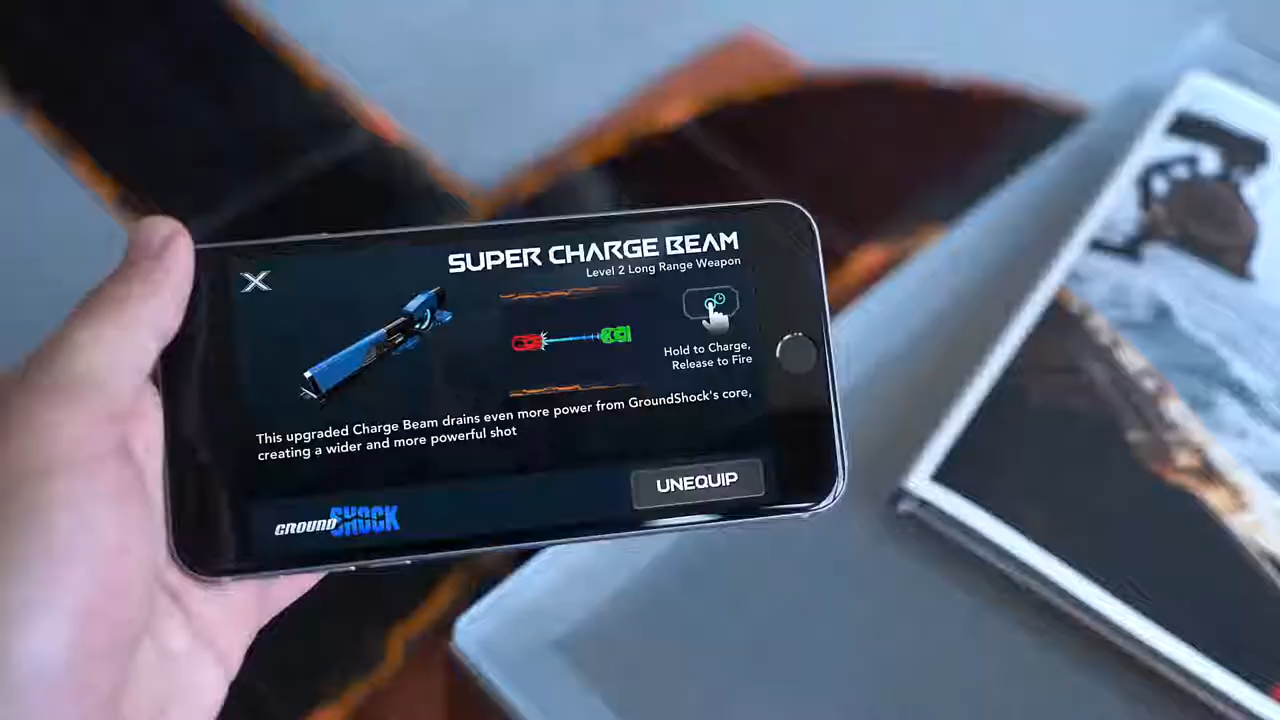 X
SUPER CHARGE BEAM
Level 2 Long Range Weapon
Hold to Charge,
Release to Fire
This upgraded Charge Beam drains even more power from GroundShock's core,
creating a wider and more powerful shot
UNEQUIP
GROUNDSHOCK